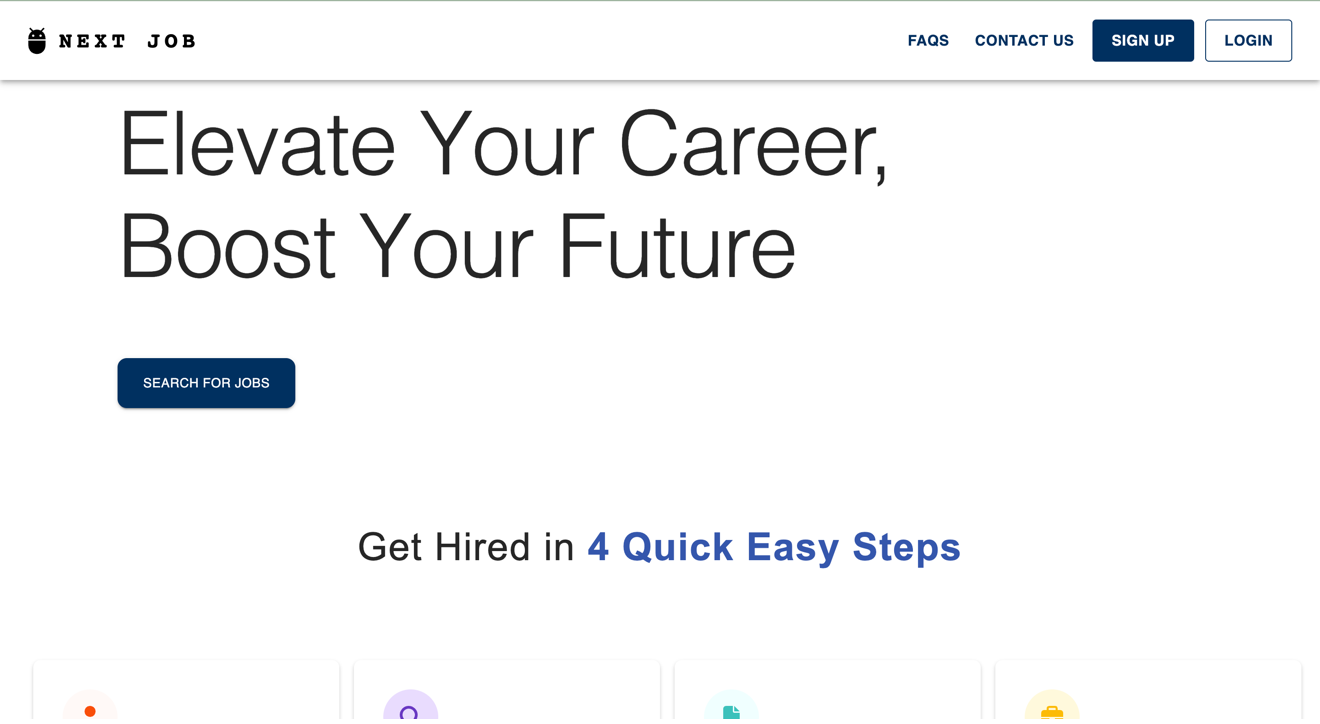 NEXT JOB
FAQS
CONTACT US
SIGN UP
LOGIN
Elevate Your Career,
Boost Your Future
SEARCH FOR JOBS
Get Hired in 4 Quick Easy Steps